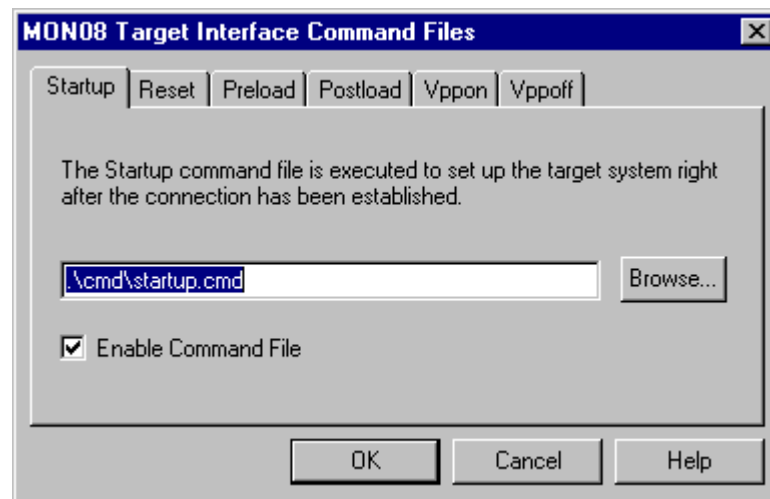 MON08 Target Interface Command Files
Startup Reset Preload Postload Vppon Vppoff
The Startup command file is executed to set up the target system right
after the connection has been established.
.\cmd\startup.cmd Browse...
Enable Command File
OK Cancel Help